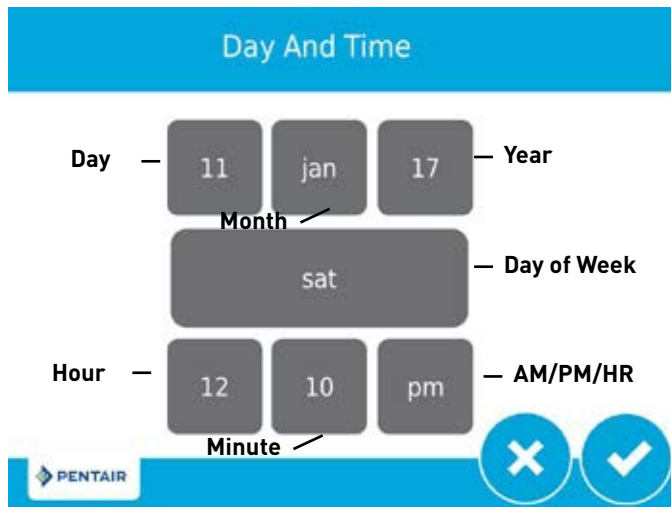 Day And Time
Day 11 jan 17 Year
Month
sat Day of Week
Hour 12 10 pm AM/PM/HR
Minute
PENTAIR